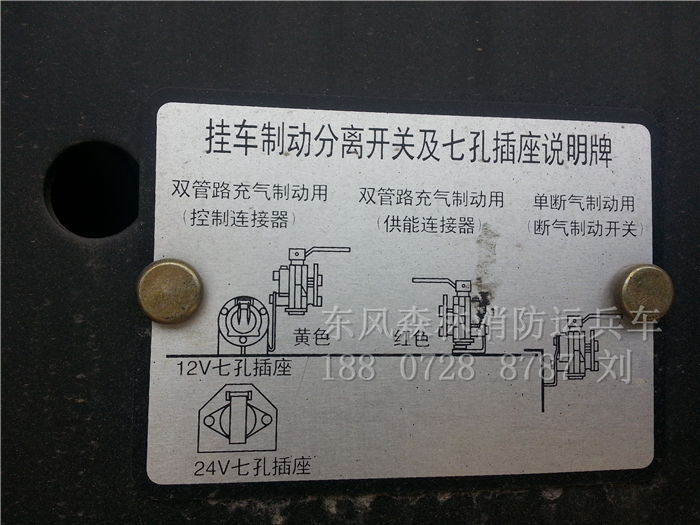 挂车制动分离开关及七孔插座说明牌
双管路充气制动用
(控制连接器)
双管路充气制动用
(供能连接器)
单断气制动用
(断气制动开关)
黄色
红色
12V七孔插座
24V七孔插座
东风森林消防运兵车
188 0728 8787 刘